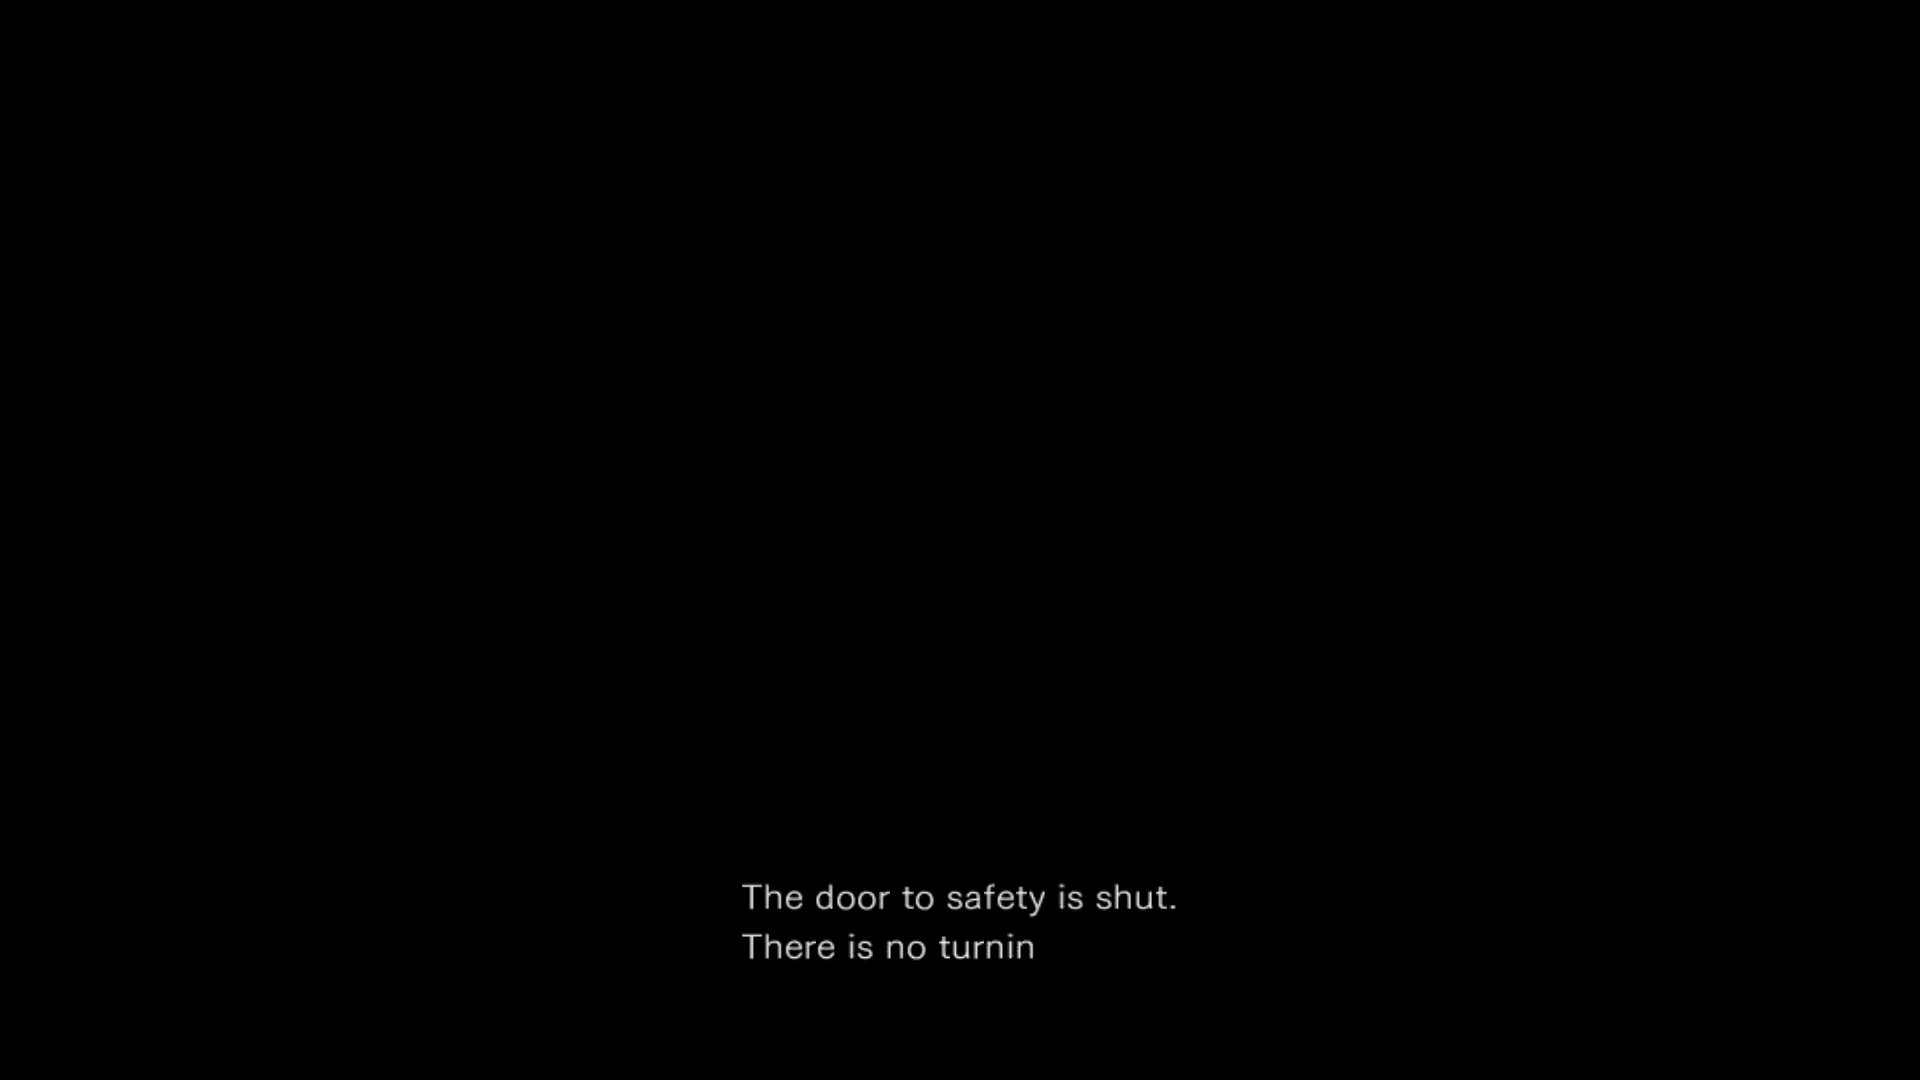 The door to safety is shut.
There is no turnin